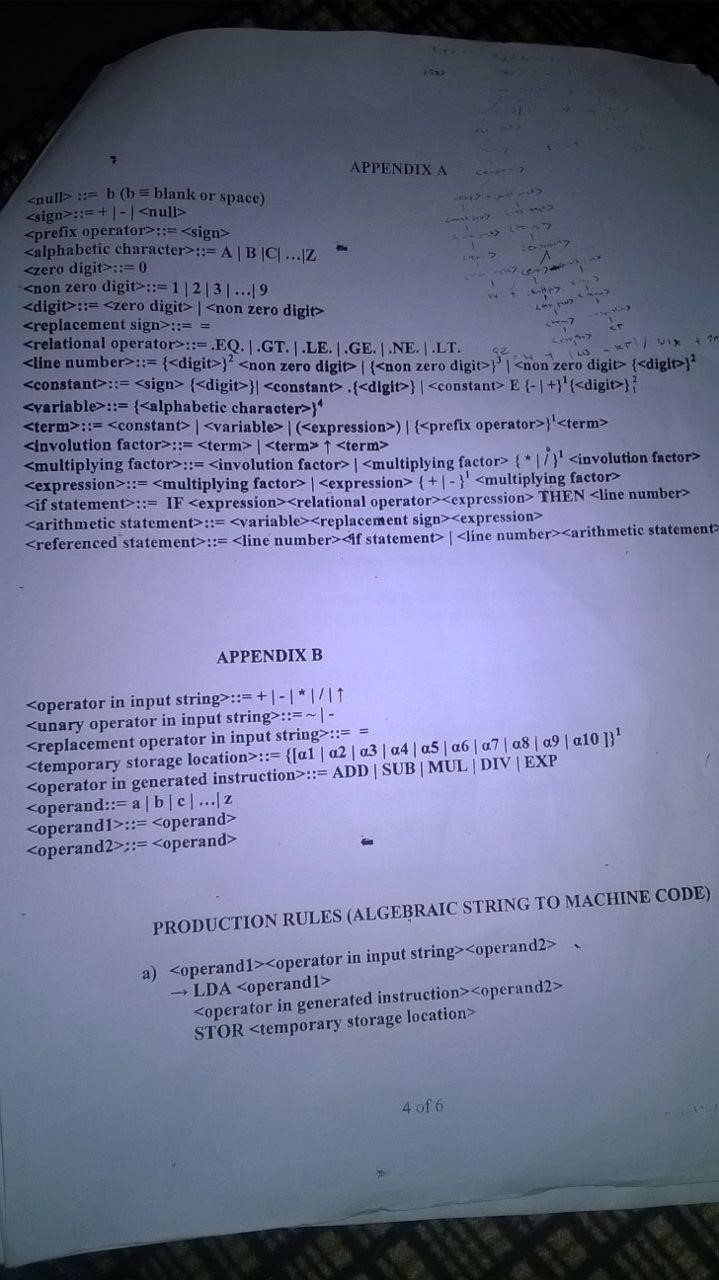 APPENDIX A
<null> ::= b (b ≡ blank or space)
<sign>::= + | - | <null>
<prefix operator>::= <sign>
<alphabetic character>::= A | B |C| ...|Z
<zero digit>::= 0
<non zero digit>::= 1 | 2 | 3 | ...| 9
<digit>::= <zero digit> | <non zero digit>
<replacement sign>::= =
<relational operator>::= .EQ. | .GT. | .LE. | .GE. | .NE. | .LT.
<line number>::= {<digit>}² <non zero digit> | {<non zero digit>}³ | <non zero digit> {<digit>}²
<constant>::= <sign> {<digit>}| <constant> .{<digit>} | <constant> E {- | +}¹{<digit>}²₁
<variable>::= {<alphabetic character>}⁴
<term>::= <constant> | <variable> | (<expression>) | {<prefix operator>}¹<term>
<involution factor>::= <term> | <term> ↑ <term>
<multiplying factor>::= <involution factor> | <multiplying factor> { * | / }¹ <involution factor>
<expression>::= <multiplying factor> | <expression> { + | - }¹ <multiplying factor>
<if statement>::= IF <expression><relational operator><expression> THEN <line number>
<arithmetic statement>::= <variable><replacement sign><expression>
<referenced statement>::= <line number><if statement> | <line number><arithmetic statement>
APPENDIX B
<operator in input string>::= + | - | * | / | ↑
<unary operator in input string>::= ~ | -
<replacement operator in input string>::= =
<temporary storage location>::= {[α1 | α2 | α3 | α4 | α5 | α6 | α7 | α8 | α9 | α10 ]}¹
<operator in generated instruction>::= ADD | SUB | MUL | DIV | EXP
<operand::= a | b | c | ...| z
<operand1>::= <operand>
<operand2>::= <operand>
PRODUCTION RULES (ALGEBRAIC STRING TO MACHINE CODE)
a) <operand1><operator in input string><operand2>
→ LDA <operand1>
<operator in generated instruction><operand2>
STOR <temporary storage location>
4 of 6